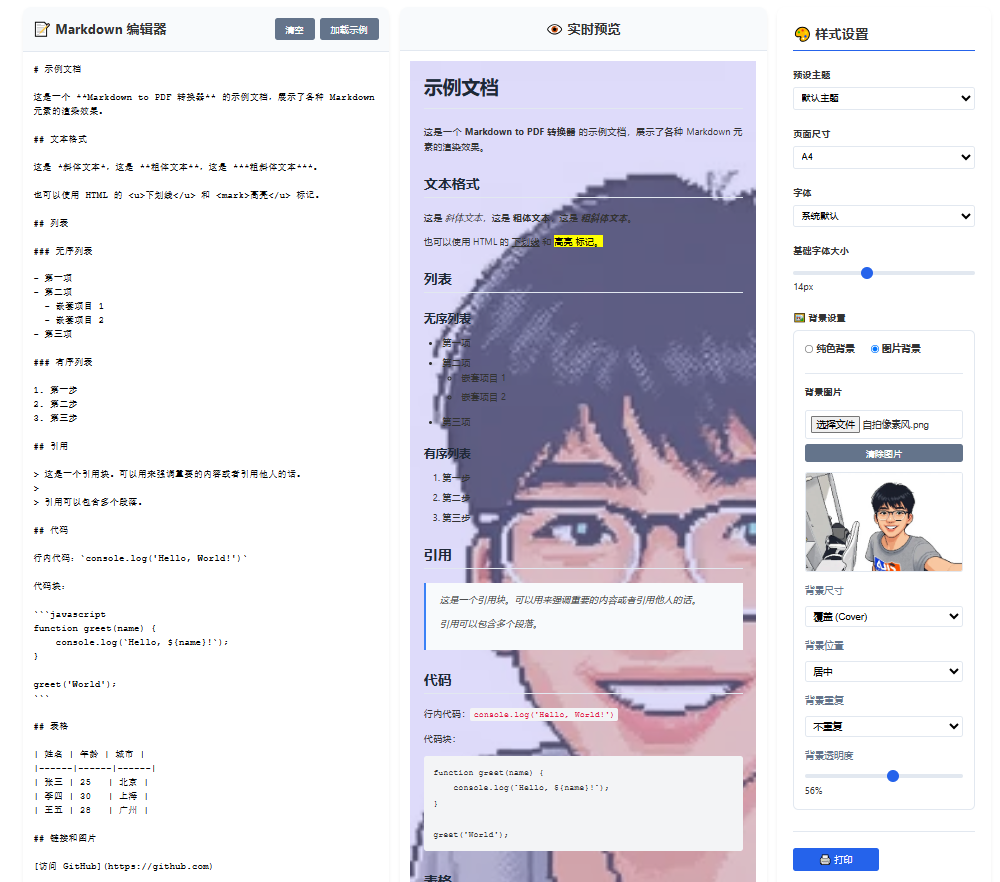 📝 Markdown 编辑器
清空
加载示例
# 示例文档
这是一个 **Markdown to PDF 转换器** 的示例文档，展示了各种 Markdown
元素的渲染效果。
## 文本格式
这是 *斜体文本*，这是 **粗体文本**，这是 ***粗斜体文本***。
也可以使用 HTML 的 <u>下划线</u> 和 <mark>高亮</u> 标记。
## 列表
### 无序列表
- 第一项
- 第二项
  - 嵌套项目 1
  - 嵌套项目 2
- 第三项
### 有序列表
1. 第一步
2. 第二步
3. 第三步
## 引用
> 这是一个引用块。可以用来强调重要的内容或者引用他人的话。
>
> 引用可以包含多个段落。
## 代码
行内代码：`console.log('Hello, World!')`
代码块：
```javascript
function greet(name) {
    console.log(`Hello, ${name}!`);
}
greet('World');
```
## 表格
| 姓名 | 年龄 | 城市 |
|------|------|------|
| 张三 | 25   | 北京 |
| 李四 | 30   | 上海 |
| 王五 | 28   | 广州 |
## 链接和图片
[访问 GitHub](https://github.com)
👁️ 实时预览
示例文档
这是一个 Markdown to PDF 转换器 的示例文档，展示了各种 Markdown 元
素的渲染效果。
文本格式
这是 斜体文本，这是 粗体文本，这是 粗斜体文本。
也可以使用 HTML 的 下划线 和 高亮 标记。
列表
无序列表
• 第一项
• 第二项
◦ 嵌套项目 1
◦ 嵌套项目 2
• 第三项
有序列表
1. 第一步
2. 第二步
3. 第三步
引用
这是一个引用块。可以用来强调重要的内容或者引用他人的话。
引用可以包含多个段落。
代码
行内代码： console.log('Hello, World!')
代码块：
function greet(name) {
    console.log(`Hello, ${name}!`);
}
greet('World');
表格
🎨 样式设置
预设主题
默认主题
页面尺寸
A4
字体
系统默认
基础字体大小
14px
🖼️ 背景设置
纯色背景
图片背景
背景图片
选择文件 自拍像素风.png
清除图片
背景尺寸
覆盖 (Cover)
背景位置
居中
背景重复
不重复
背景透明度
56%
🖨️ 打印